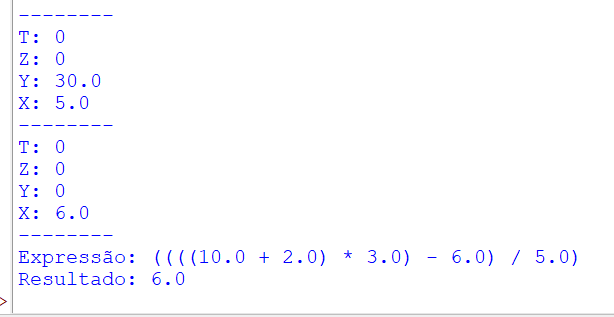 --------
T: 0
Z: 0
Y: 30.0
X: 5.0
--------
T: 0
Z: 0
Y: 0
X: 6.0
--------
Expressão: ((((10.0 + 2.0) * 3.0) - 6.0) / 5.0)
Resultado: 6.0
>